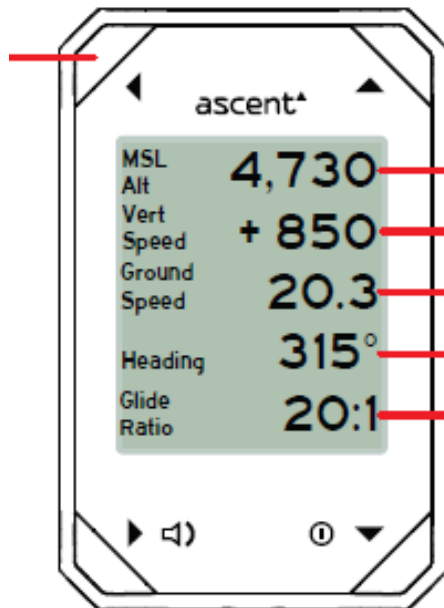 ascent
MSL
Alt
4,730
Vert
Speed
+ 850
Ground
Speed
20.3
Heading
315°
Glide
Ratio
20:1